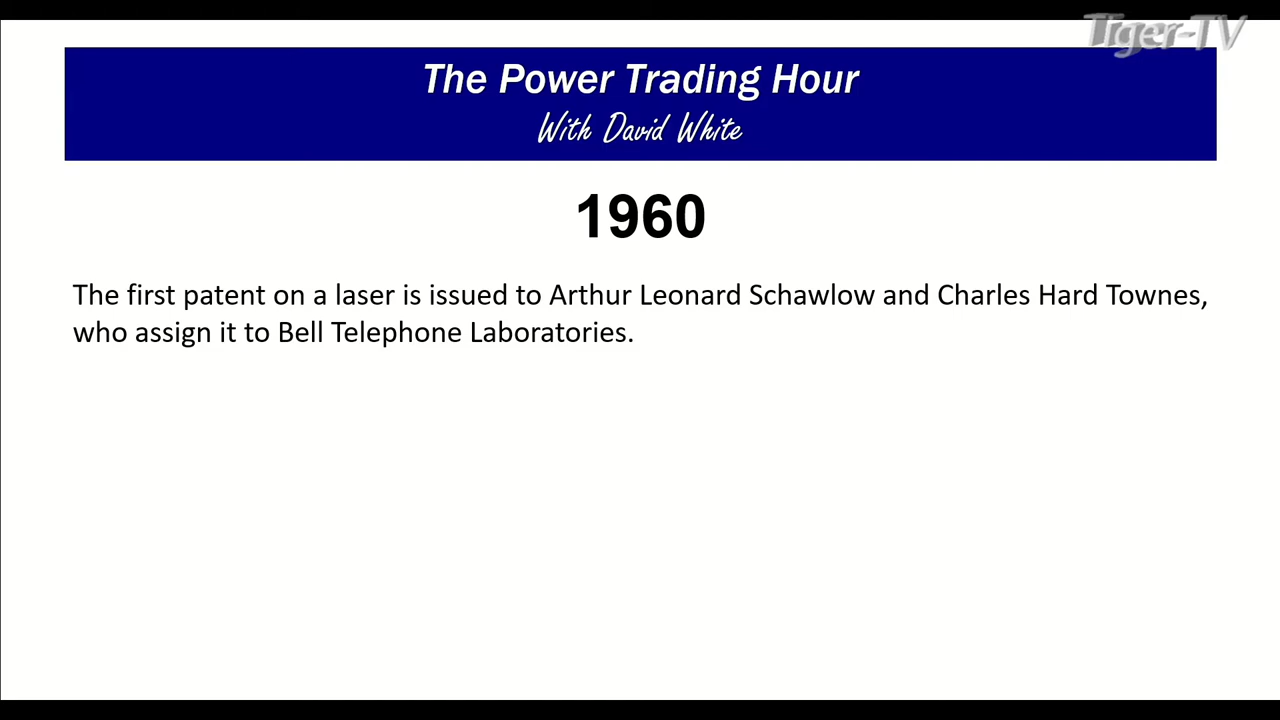 Tiger-TV
The Power Trading Hour
With David White
1960
The first patent on a laser is issued to Arthur Leonard Schawlow and Charles Hard Townes,
who assign it to Bell Telephone Laboratories.